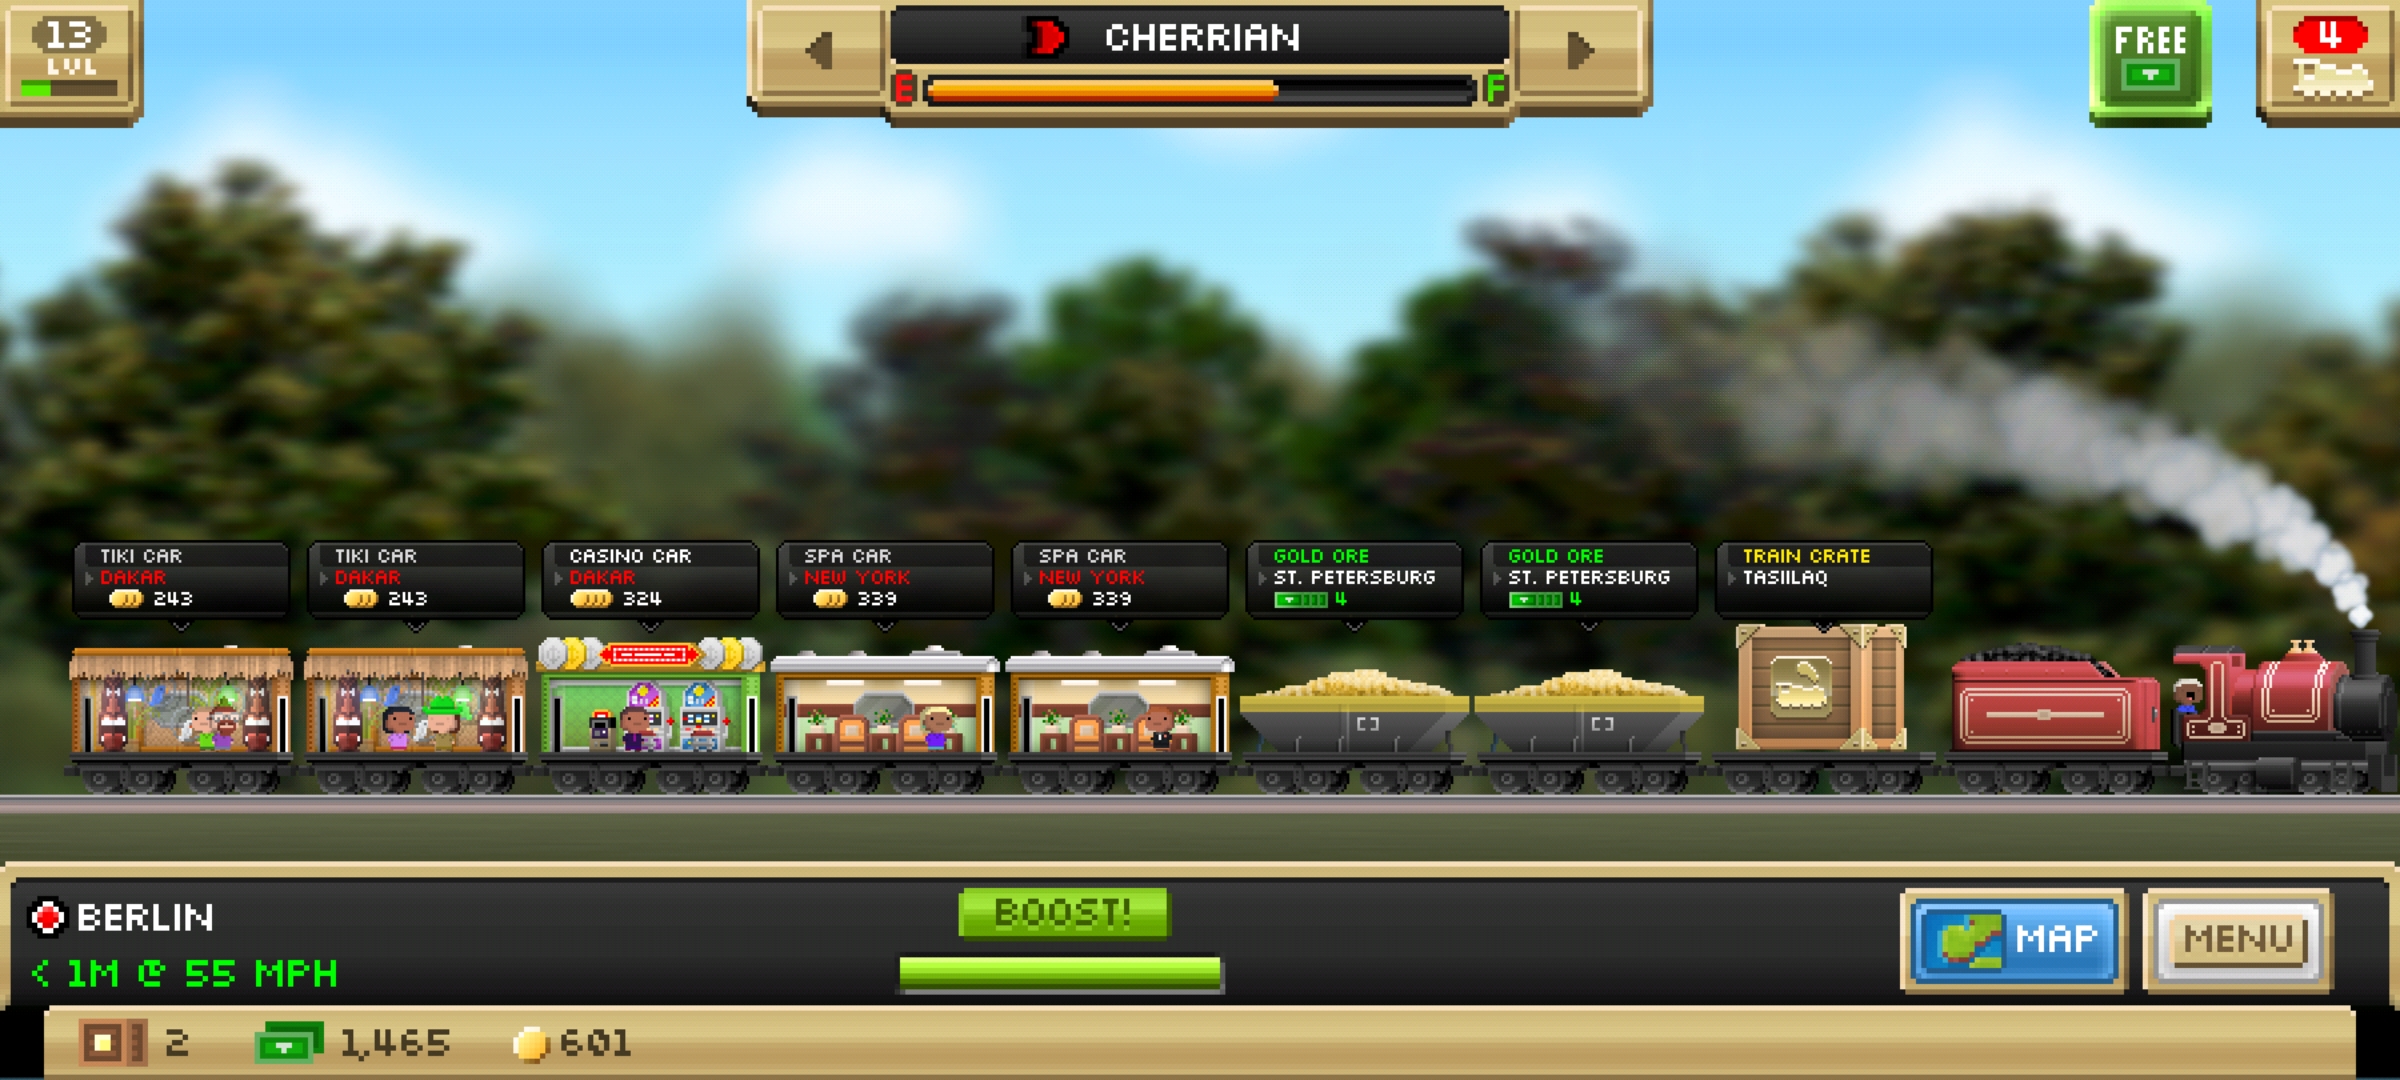 13
LVL
CHERRIAN
E
F
FREE
4
TIKI CAR
DAKAR
243
TIKI CAR
DAKAR
243
CASINO CAR
DAKAR
324
SPA CAR
NEW YORK
339
SPA CAR
NEW YORK
339
GOLD ORE
ST. PETERSBURG
4
GOLD ORE
ST. PETERSBURG
4
TRAIN CRATE
TASIILAQ
BERLIN
< 1M @ 55 MPH
BOOST!
MAP
MENU
2
1,465
601